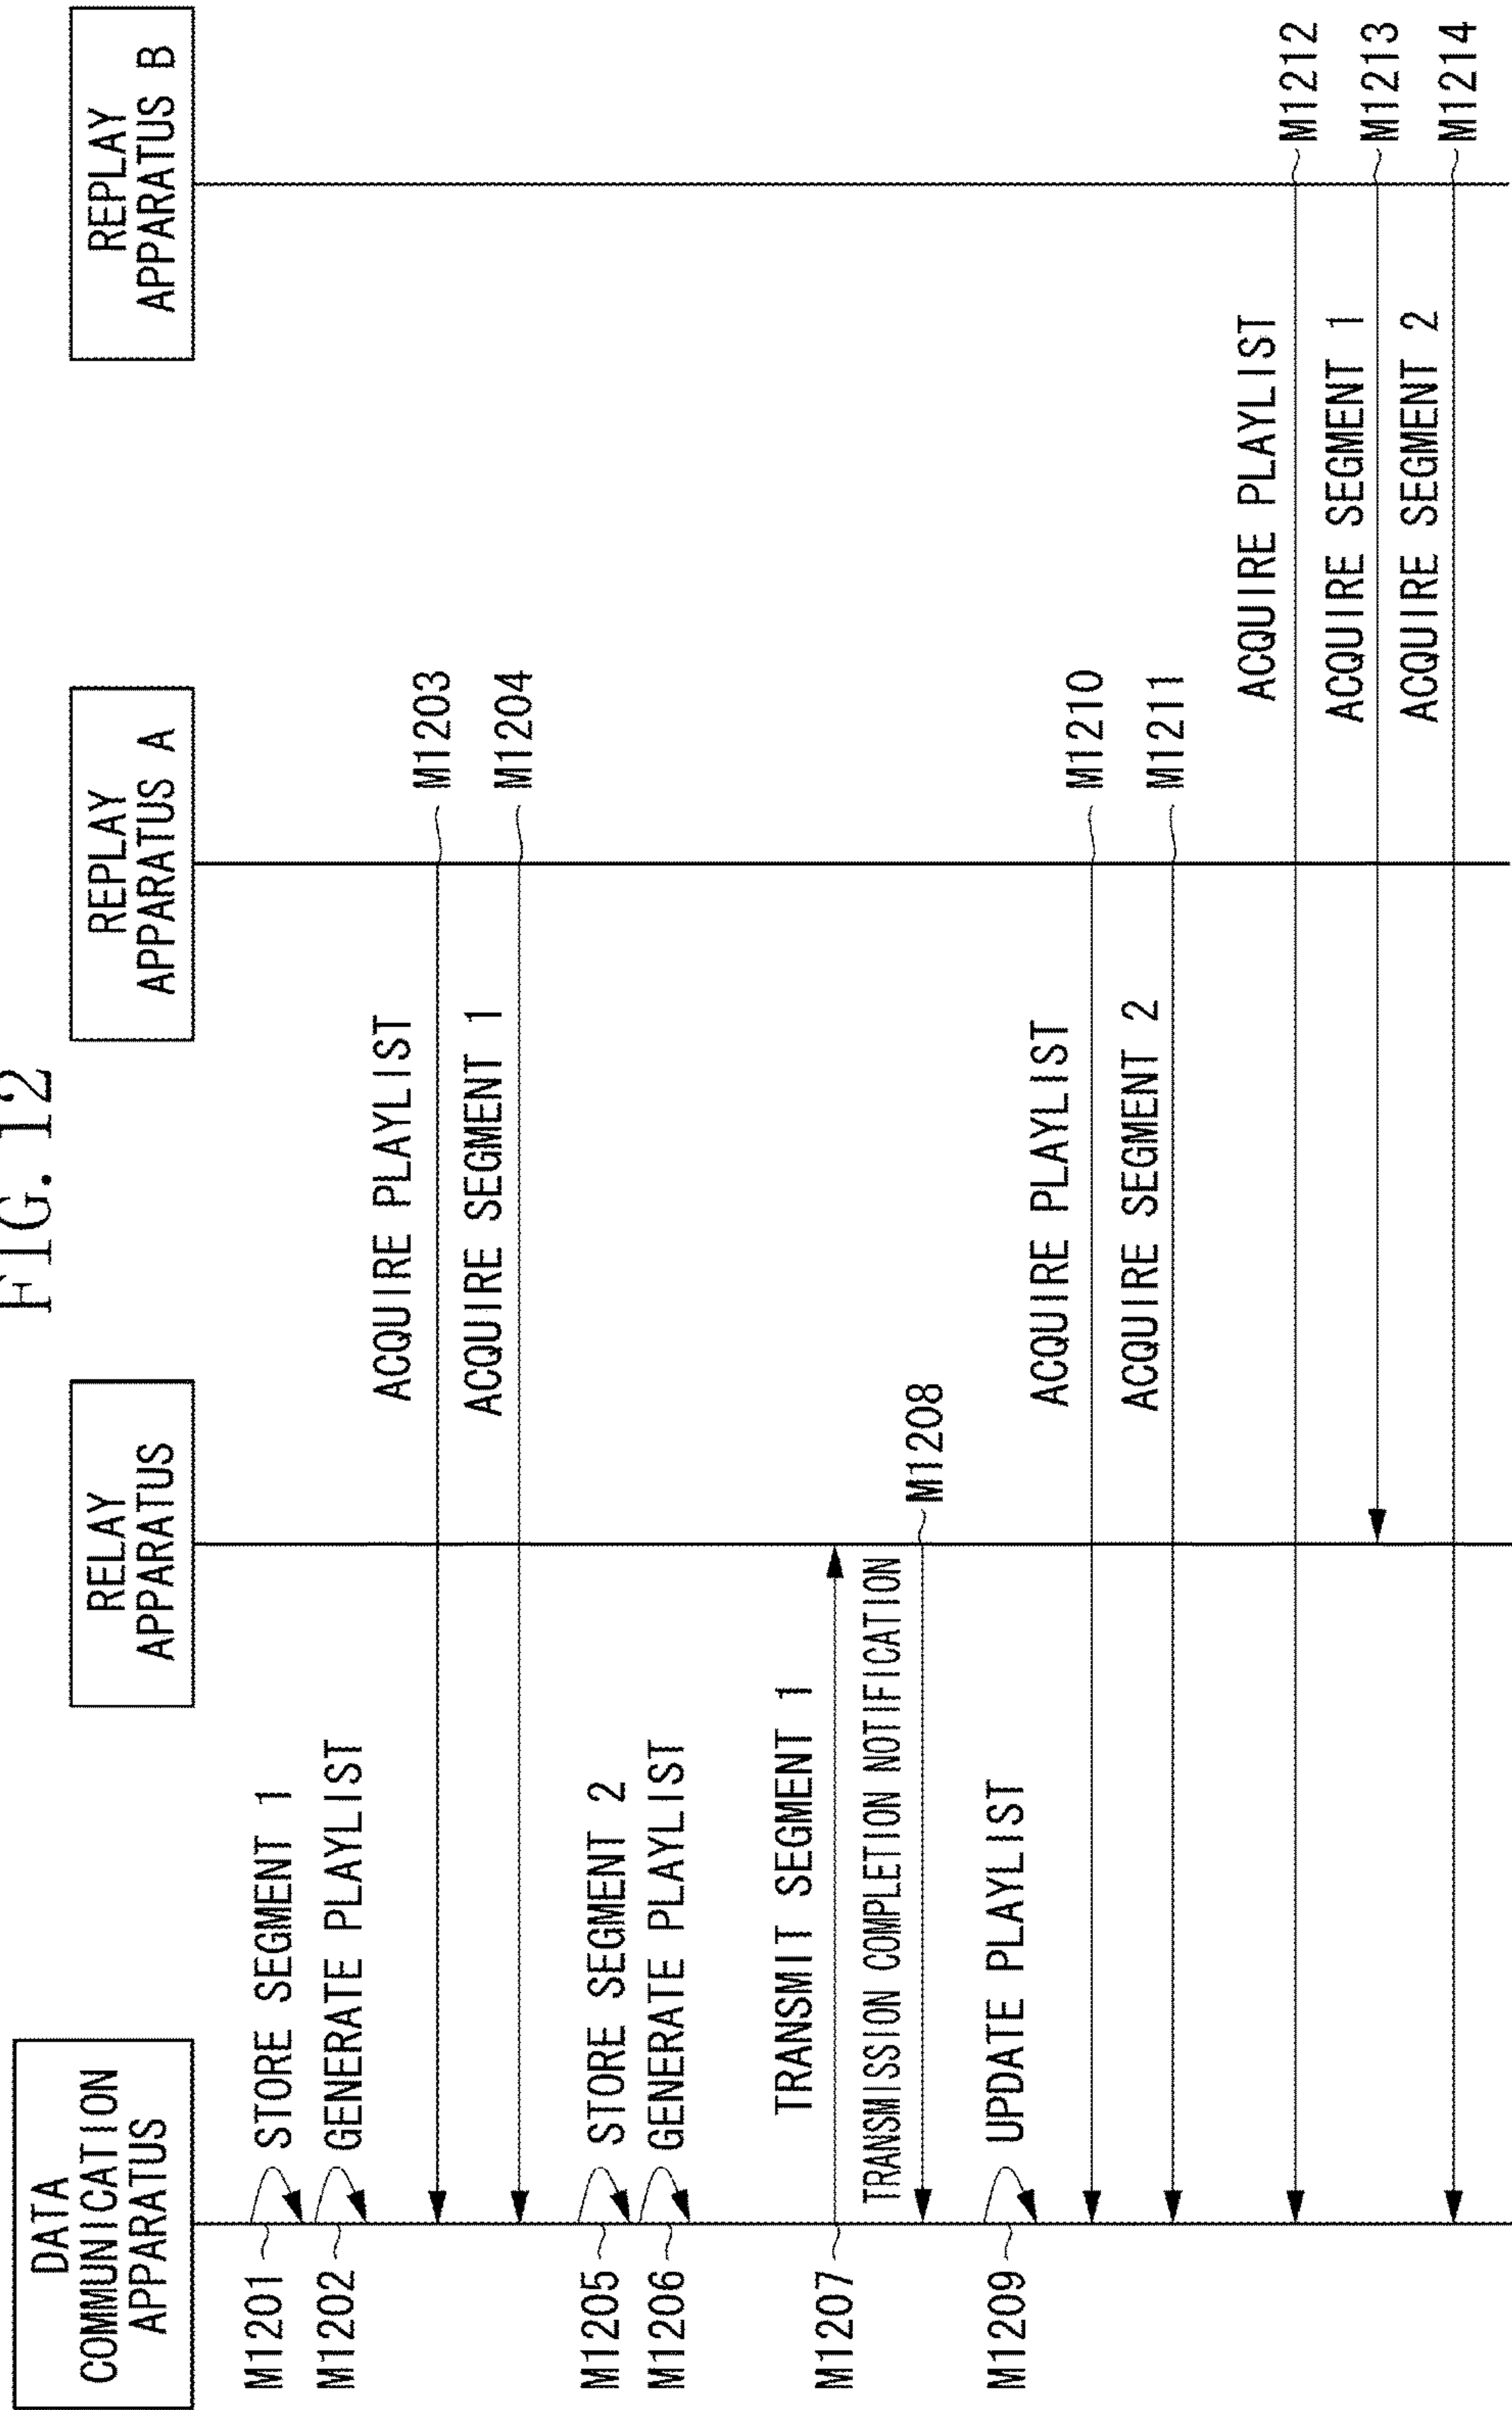 FIG. 12
DATA
COMMUNICATION
APPARATUS
RELAY
APPARATUS
REPLAY
APPARATUS A
REPLAY
APPARATUS B
M1201
STORE SEGMENT 1
M1202
GENERATE PLAYLIST
ACQUIRE PLAYLIST
M1203
ACQUIRE SEGMENT 1
M1204
M1205
STORE SEGMENT 2
M1206
GENERATE PLAYLIST
M1207
TRANSMIT SEGMENT 1
TRANSMISSION COMPLETION NOTIFICATION
M1208
M1209
UPDATE PLAYLIST
ACQUIRE PLAYLIST
M1210
ACQUIRE SEGMENT 2
M1211
ACQUIRE PLAYLIST
M1212
ACQUIRE SEGMENT 1
M1213
ACQUIRE SEGMENT 2
M1214